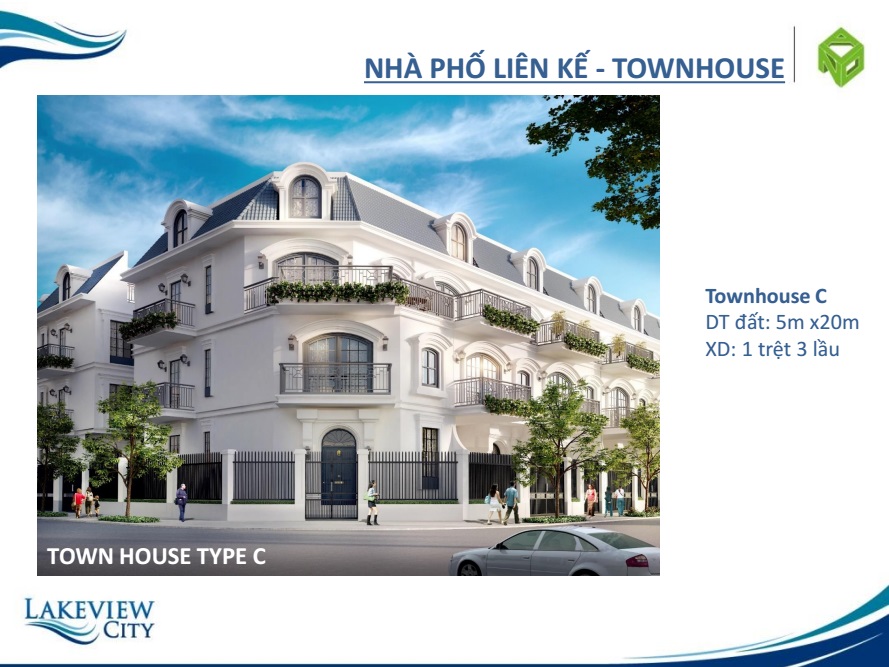 NHÀ PHỐ LIÊN KẾ - TOWNHOUSE
Townhouse C
DT đất: 5m x20m
XD: 1 trệt 3 lầu
TOWN HOUSE TYPE C
LAKEVIEW
CITY